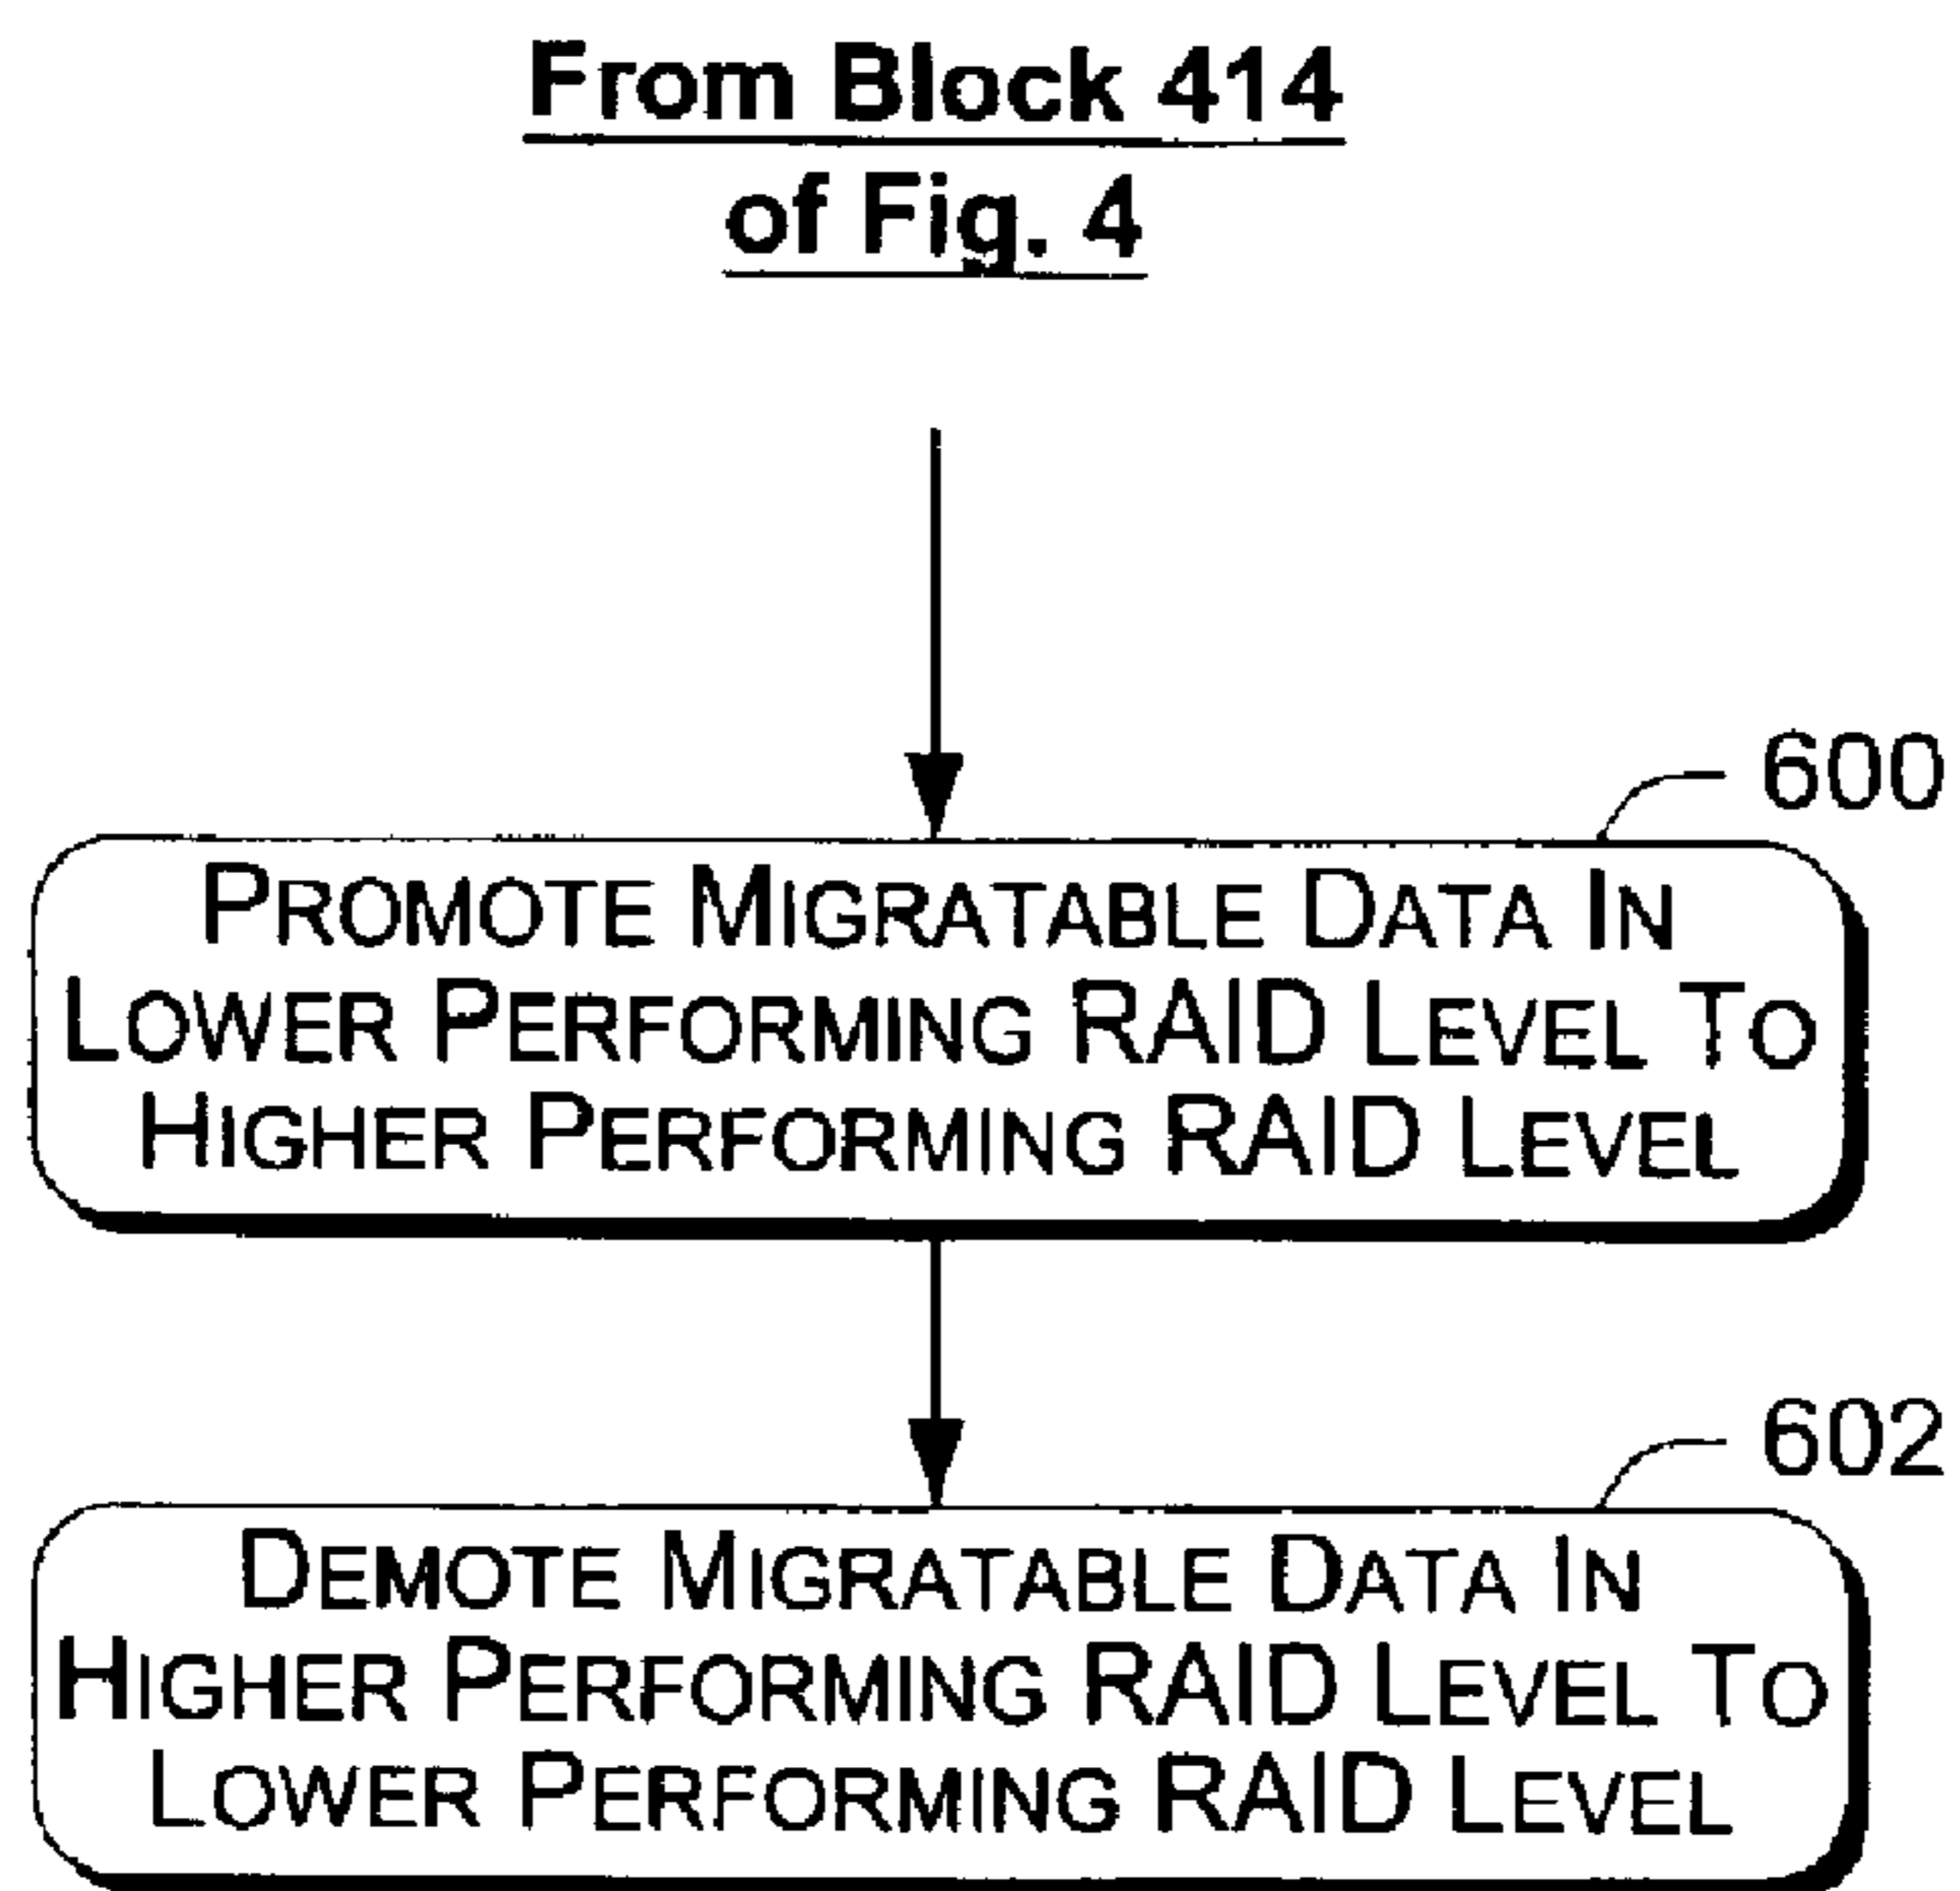 From Block 414
of Fig. 4
600
PROMOTE MIGRATABLE DATA IN
LOWER PERFORMING RAID LEVEL TO
HIGHER PERFORMING RAID LEVEL
602
DEMOTE MIGRATABLE DATA IN
HIGHER PERFORMING RAID LEVEL TO
LOWER PERFORMING RAID LEVEL